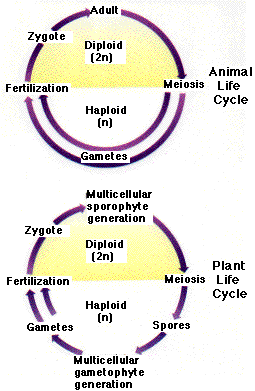 Adult
Zygote
Diploid
(2n)
Fertilization
Meiosis
Animal
Life
Cycle
Haploid
(n)
Gametes
Multicellular
sporophyte
generation
Zygote
Diploid
(2n)
Fertilization
Meiosis
Plant
Life
Cycle
Haploid
(n)
Gametes
Spores
Multicellular
gametophyte
generation